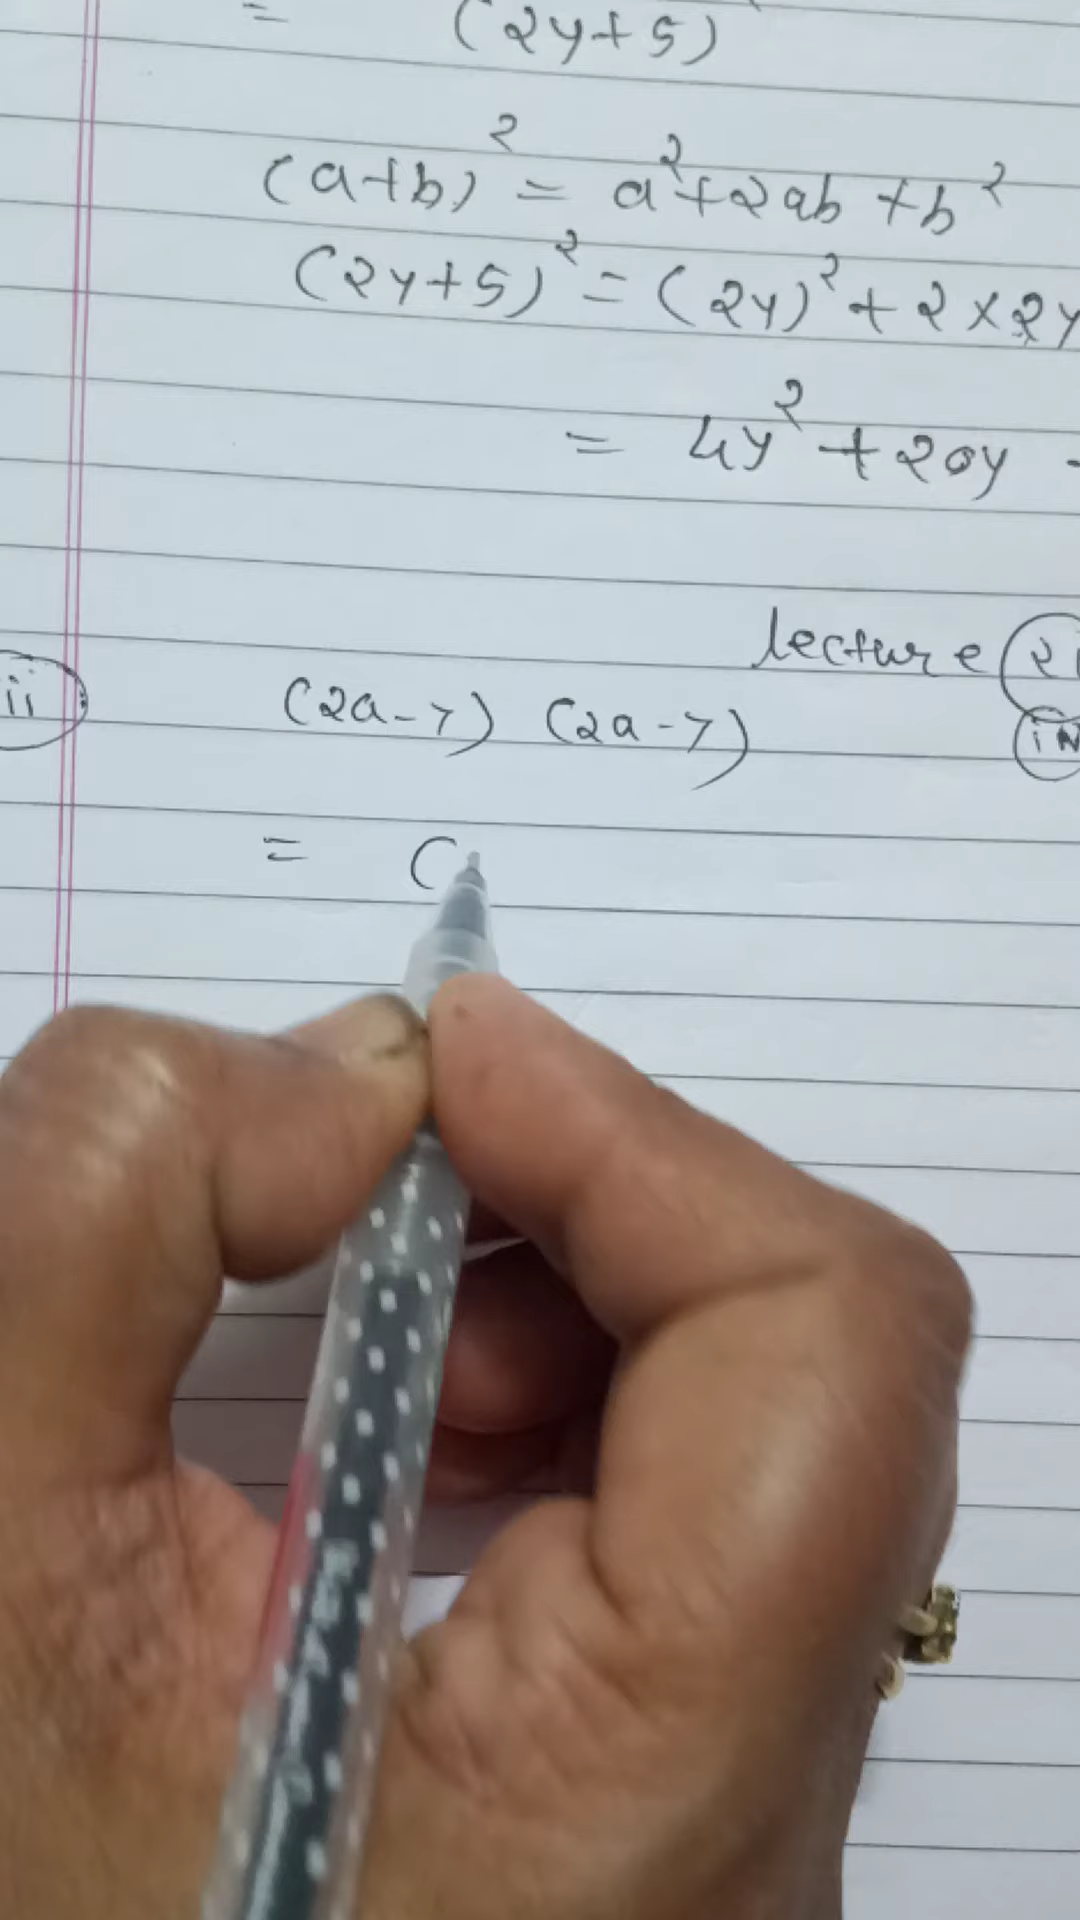 = (2y+5)
(a+b)² = a²+2ab+b²
(2y+5)² = (2y)²+2×2y
= 4y²+20y
lecture 21
ii (2a-7) (2a-7)
= (